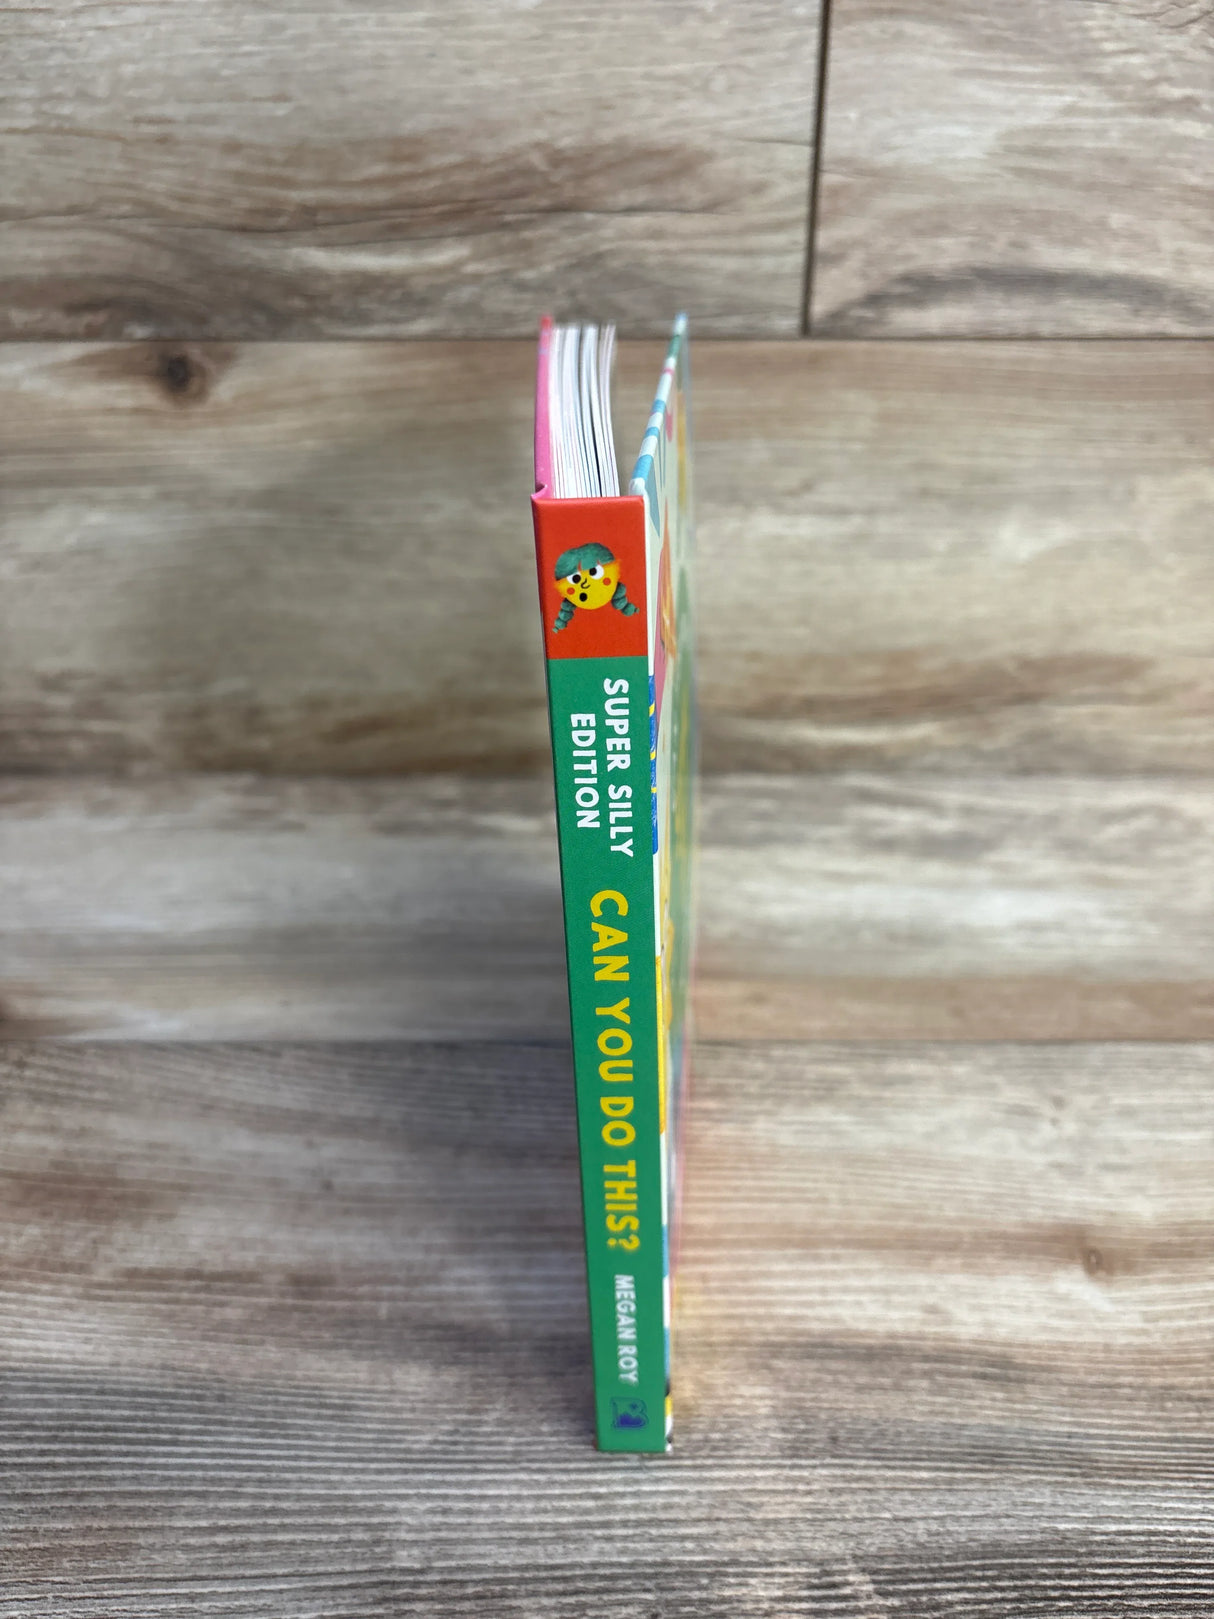 SUPER SILLY
EDITION
CAN YOU DO THIS?
MEGAN ROY